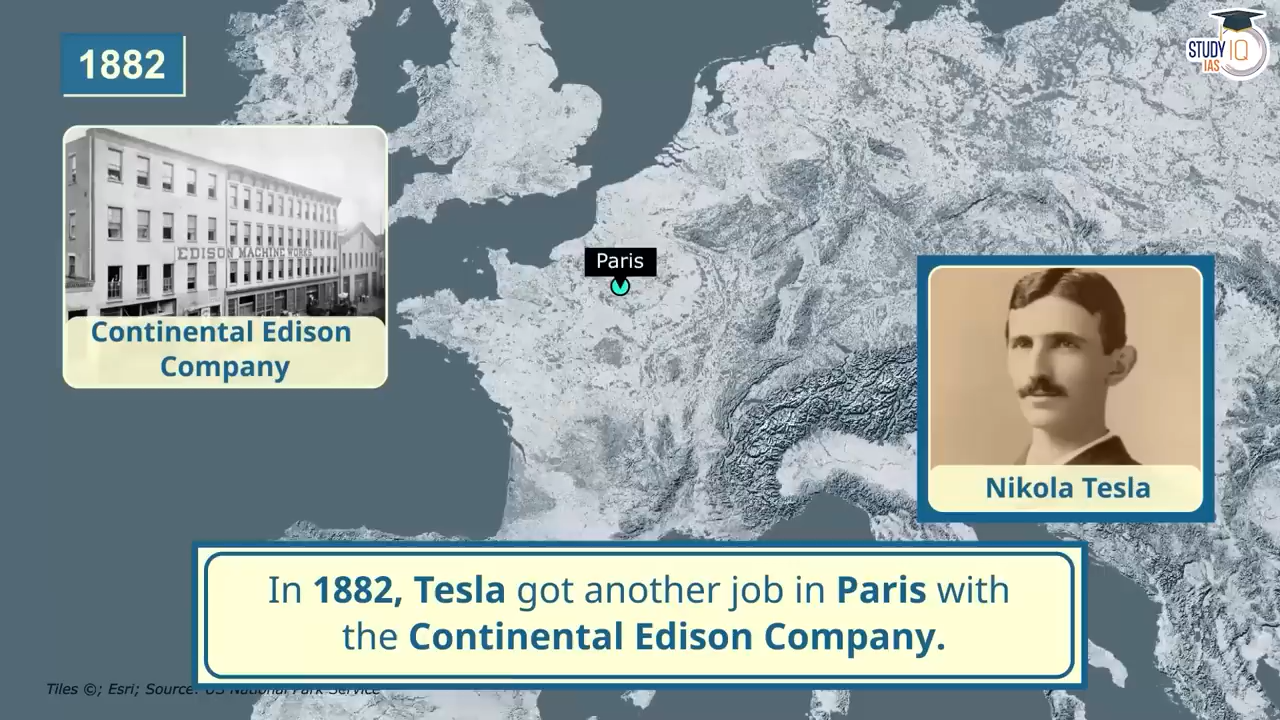 1882
STUDY IQ
IAS
EDISON MACHINE WORKS
Continental Edison
Company
Paris
Nikola Tesla
In 1882, Tesla got another job in Paris with
the Continental Edison Company.
Tiles ©; Esri; Source: US National Park Service